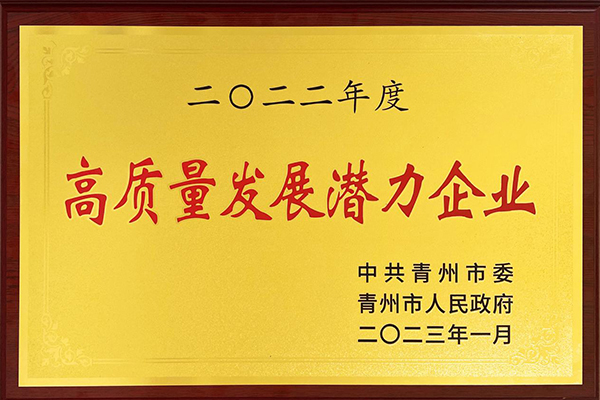 二〇二二年度
高质量发展潜力企业
中共青州市委
青州市人民政府
二〇二三年一月